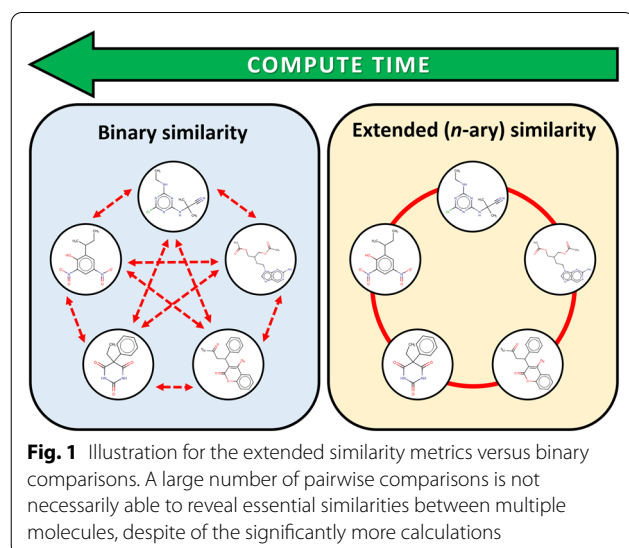 COMPUTE TIME
Binary similarity
Extended (n-ary) similarity
Fig. 1 Illustration for the extended similarity metrics versus binary
comparisons. A large number of pairwise comparisons is not
necessarily able to reveal essential similarities between multiple
molecules, despite of the significantly more calculations